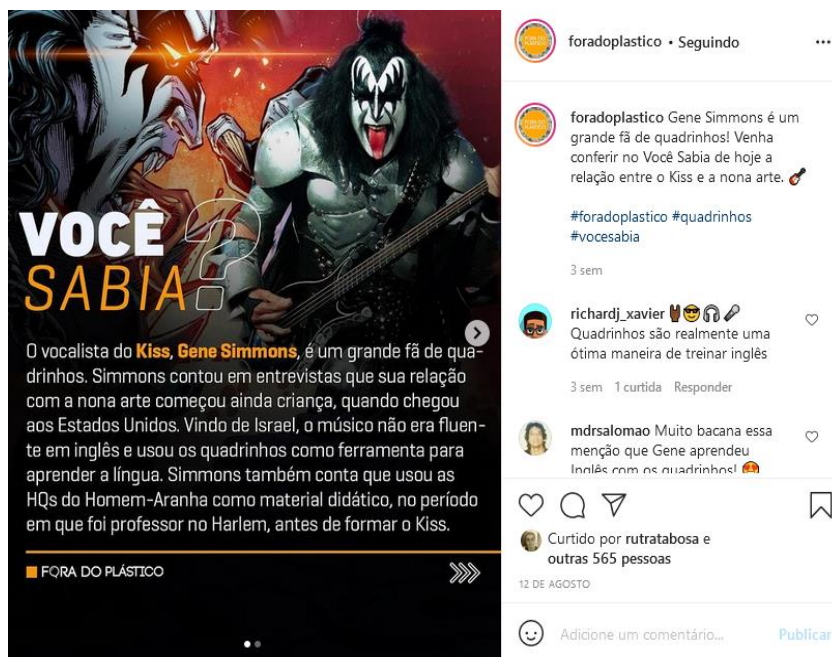 VOCÊ
SABIA?
O vocalista do Kiss, Gene Simmons, é um grande fã de qua-
drinhos. Simmons contou em entrevistas que sua relação
com a nona arte começou ainda criança, quando chegou
aos Estados Unidos. Vindo de Israel, o músico não era fluen-
te em inglês e usou os quadrinhos como ferramenta para
aprender a língua. Simmons também conta que usou as
HQs do Homem-Aranha como material didático, no período
em que foi professor no Harlem, antes de formar o Kiss.
FORA DO PLÁSTICO
foradoplastico • Seguindo
foradoplastico Gene Simmons é um
grande fã de quadrinhos! Venha
conferir no Você Sabia de hoje a
relação entre o Kiss e a nona arte. 🎸
#foradoplastico #quadrinhos
#vocesabia
3 sem
richardj_xavier 🤘🏿😎🎧🎤
Quadrinhos são realmente uma
ótima maneira de treinar inglês
3 sem 1 curtida Responder
mdrsalomao Muito bacana essa
menção que Gene aprendeu
Inglês com os quadrinhos! 🤩
Curtido por rutratabosa e
outras 565 pessoas
12 DE AGOSTO
Adicione um comentário... Publicar